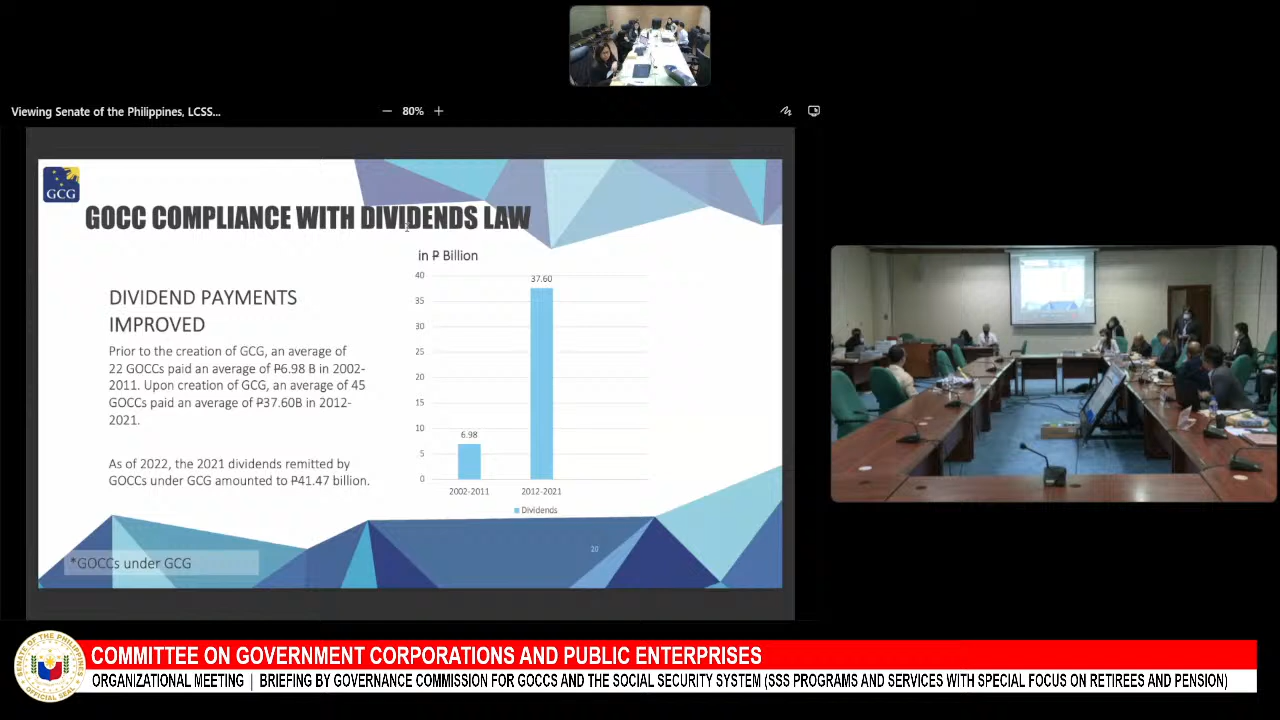 Viewing Senate of the Philippines, LCSS...
80%
GCG
GOCC COMPLIANCE WITH DIVIDENDS LAW
DIVIDEND PAYMENTS
IMPROVED
Prior to the creation of GCG, an average of
22 GOCCs paid an average of ₱6.98 B in 2002-
2011. Upon creation of GCG, an average of 45
GOCCs paid an average of ₱37.60B in 2012-
2021.
As of 2022, the 2021 dividends remitted by
GOCCs under GCG amounted to ₱41.47 billion.
in ₱ Billion
40
35
30
25
20
15
10
5
0
37.60
6.98
2002-2011
2012-2021
Dividends
20
*GOCCs under GCG
COMMITTEE ON GOVERNMENT CORPORATIONS AND PUBLIC ENTERPRISES
ORGANIZATIONAL MEETING | BRIEFING BY GOVERNANCE COMMISSION FOR GOCCS AND THE SOCIAL SECURITY SYSTEM (SSS PROGRAMS AND SERVICES WITH SPECIAL FOCUS ON RETIREES AND PENSION)